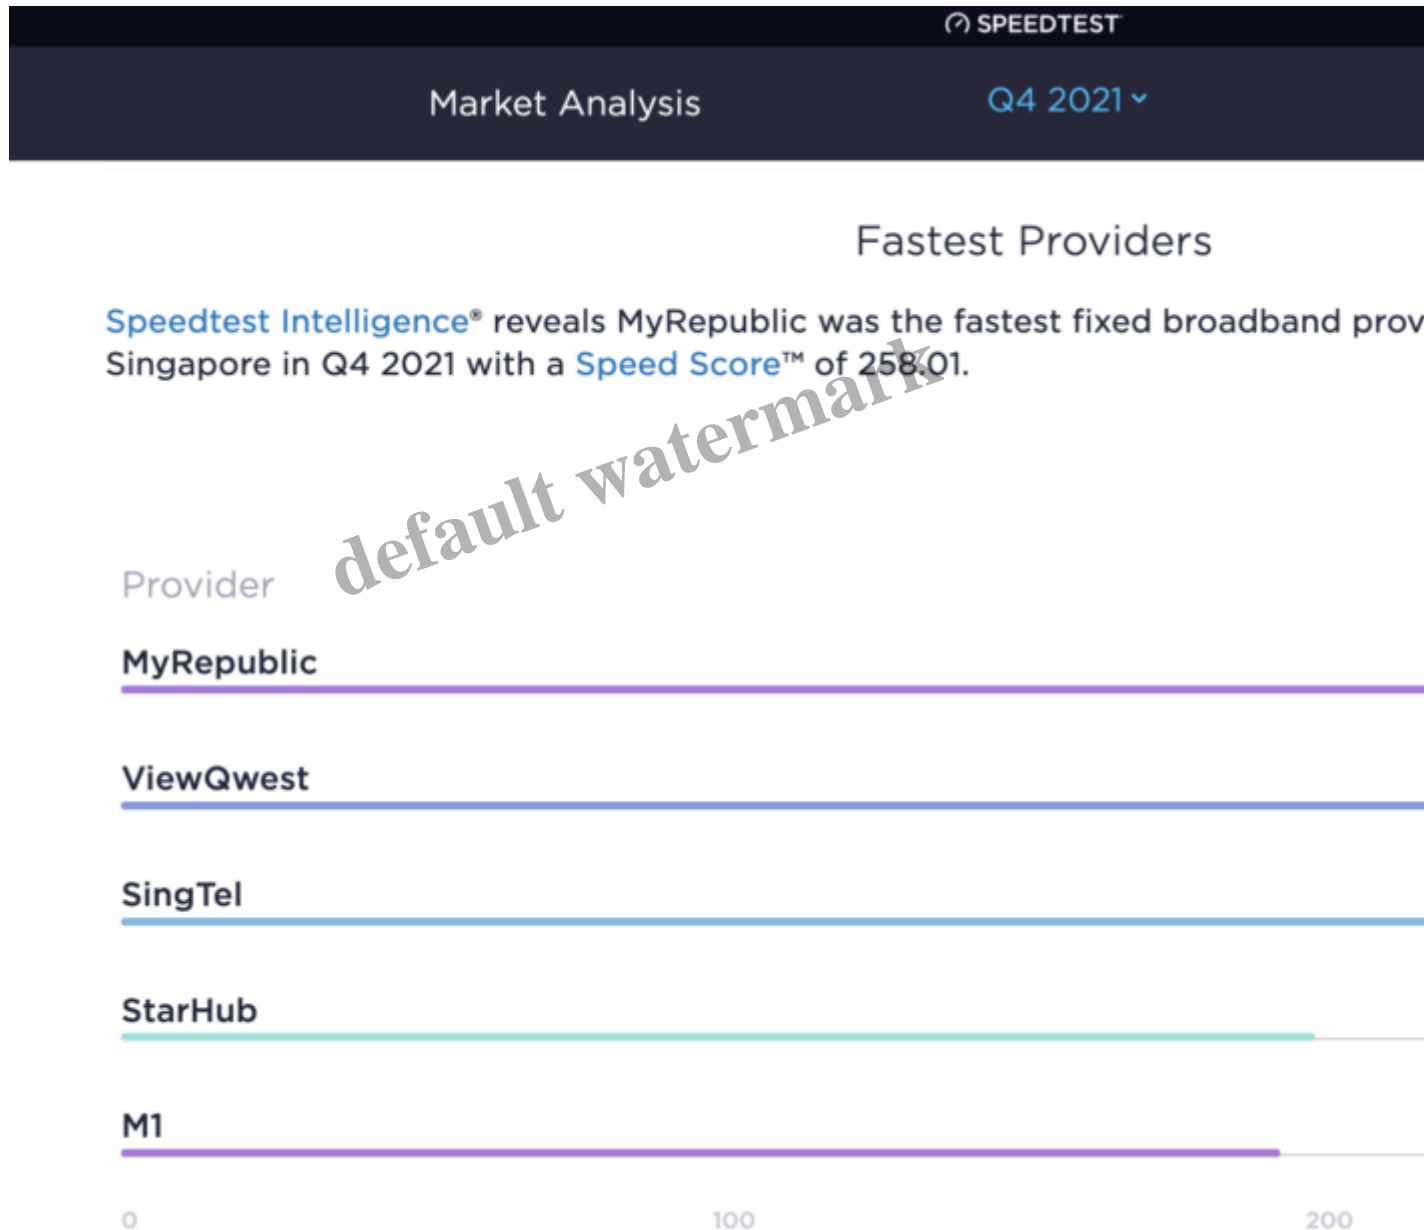 SPEEDTEST
Market Analysis
Q4 2021
Fastest Providers
Speedtest Intelligence® reveals MyRepublic was the fastest fixed broadband prov
Singapore in Q4 2021 with a Speed Score™ of 258.01.
default watermark
Provider
MyRepublic
ViewQwest
SingTel
StarHub
M1
0 100 200